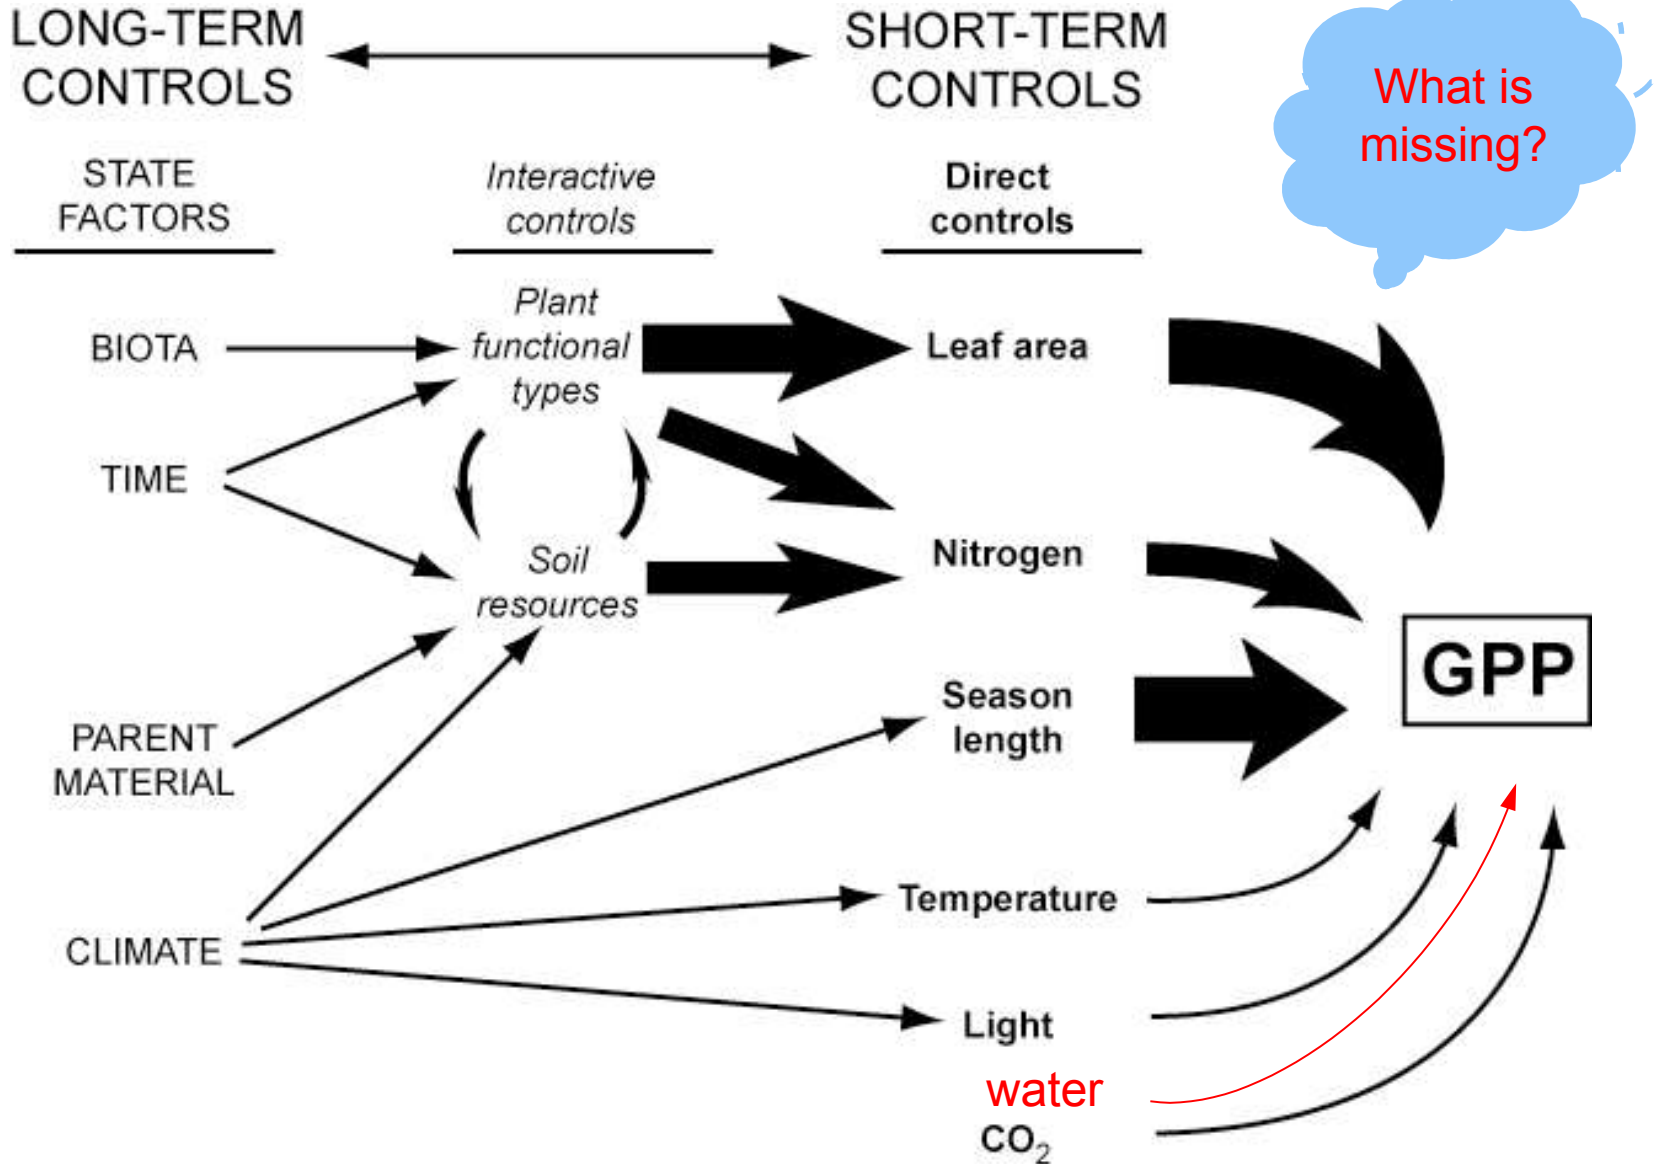 LONG-TERM
CONTROLS
SHORT-TERM
CONTROLS
What is
missing?
STATE
FACTORS
Interactive
controls
Direct
controls
BIOTA
TIME
PARENT
MATERIAL
CLIMATE
Plant
functional
types
Soil
resources
Leaf area
Nitrogen
Season
length
Temperature
Light
water
CO₂
GPP